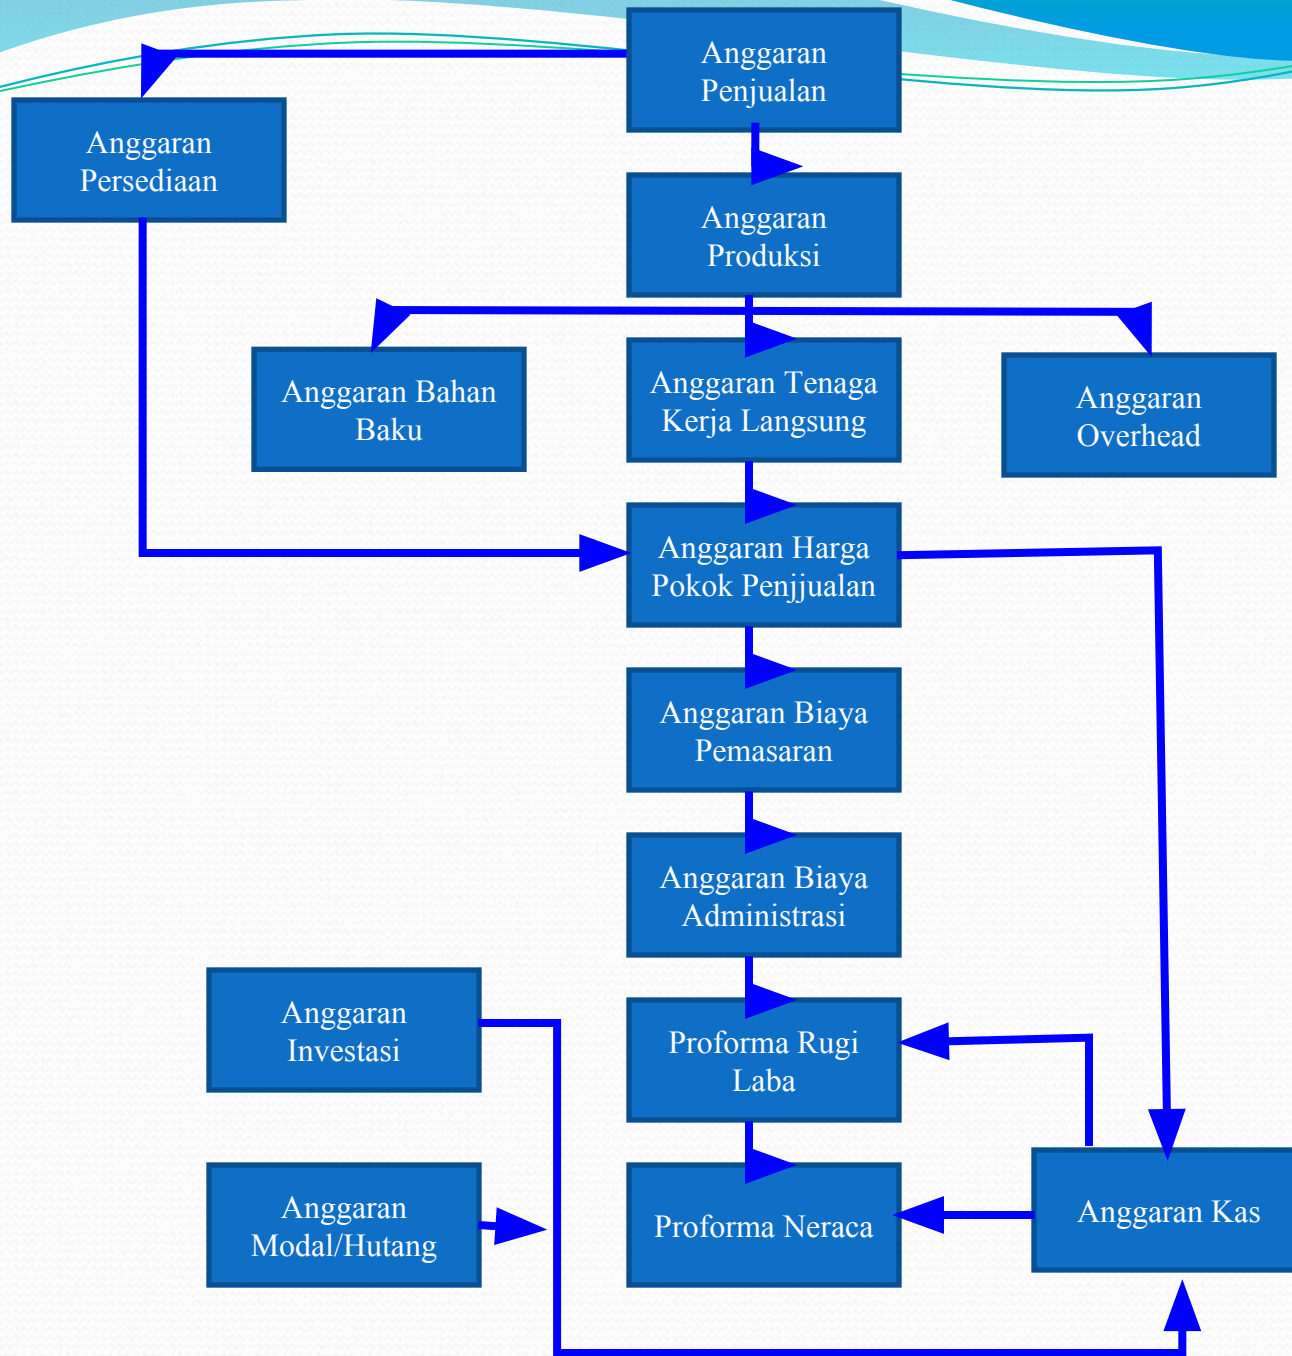 Anggaran
Penjualan
Anggaran
Persediaan
Anggaran
Produksi
Anggaran Bahan
Baku
Anggaran Tenaga
Kerja Langsung
Anggaran
Overhead
Anggaran Harga
Pokok Penjjualan
Anggaran Biaya
Pemasaran
Anggaran Biaya
Administrasi
Anggaran
Investasi
Proforma Rugi
Laba
Anggaran
Modal/Hutang
Proforma Neraca
Anggaran Kas